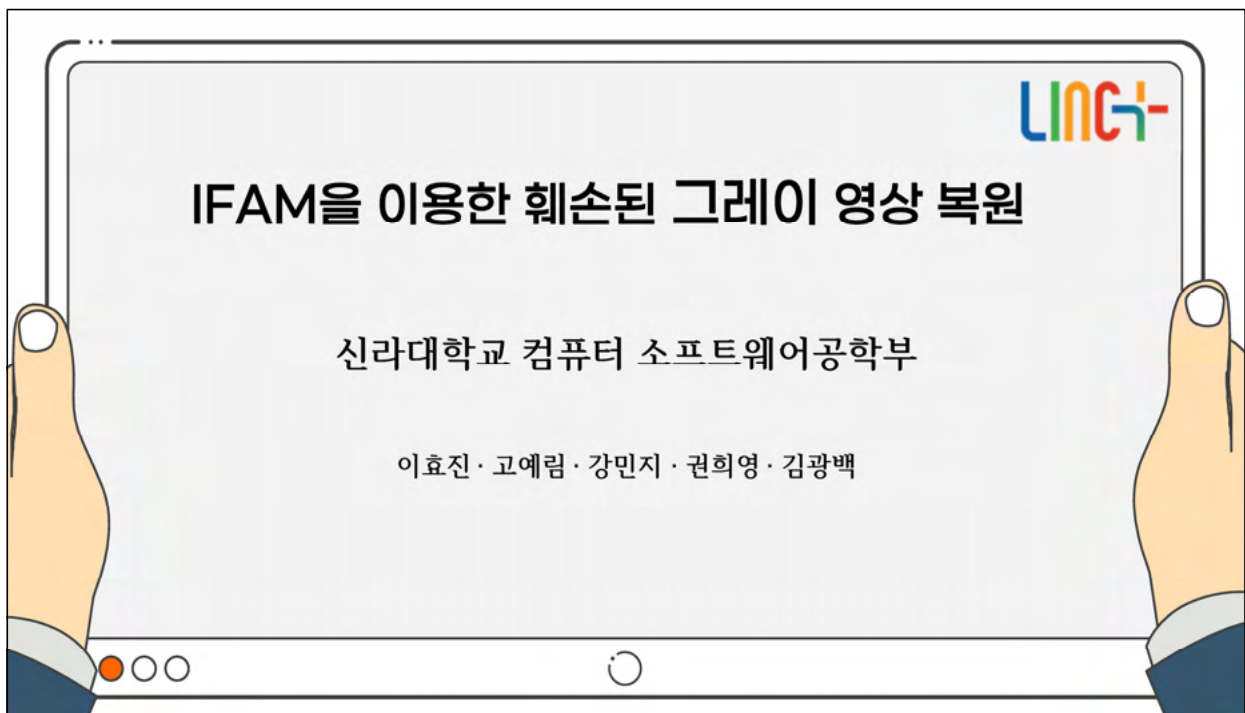 LINC+
IFAM을 이용한 훼손된 그레이 영상 복원
신라대학교 컴퓨터 소프트웨어공학부
이효진 · 고예림 · 강민지 · 권희영 · 김광백